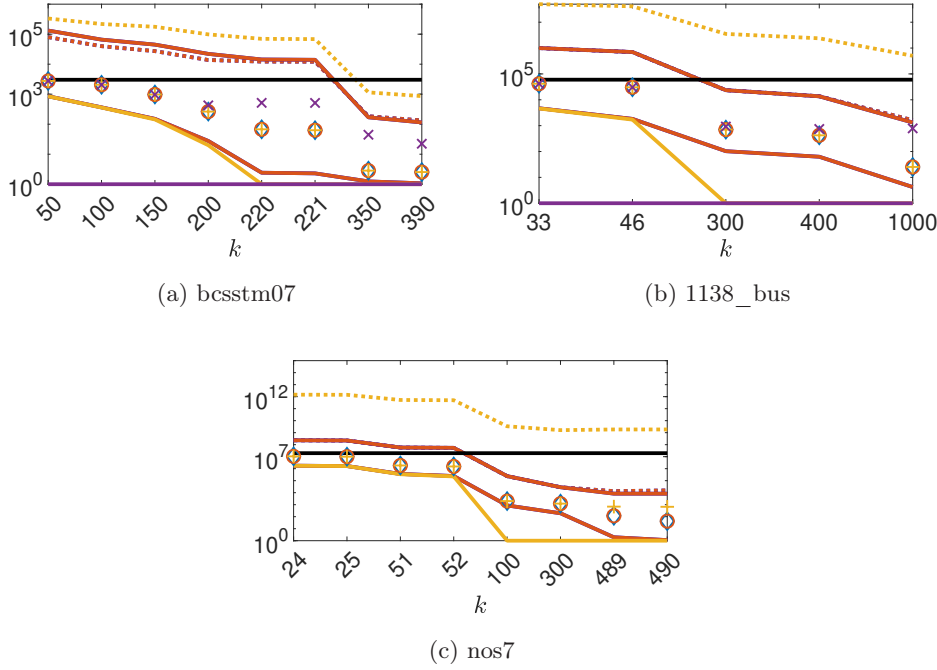 10^5
10^3
10^0
50 100 150 200 220 221 350 390
k
(a) bcsstm07
10^5
10^0
33 46 300 400 1000
k
(b) 1138_bus
10^12
10^7
10^0
24 25 51 52 100 300 489 490
k
(c) nos7